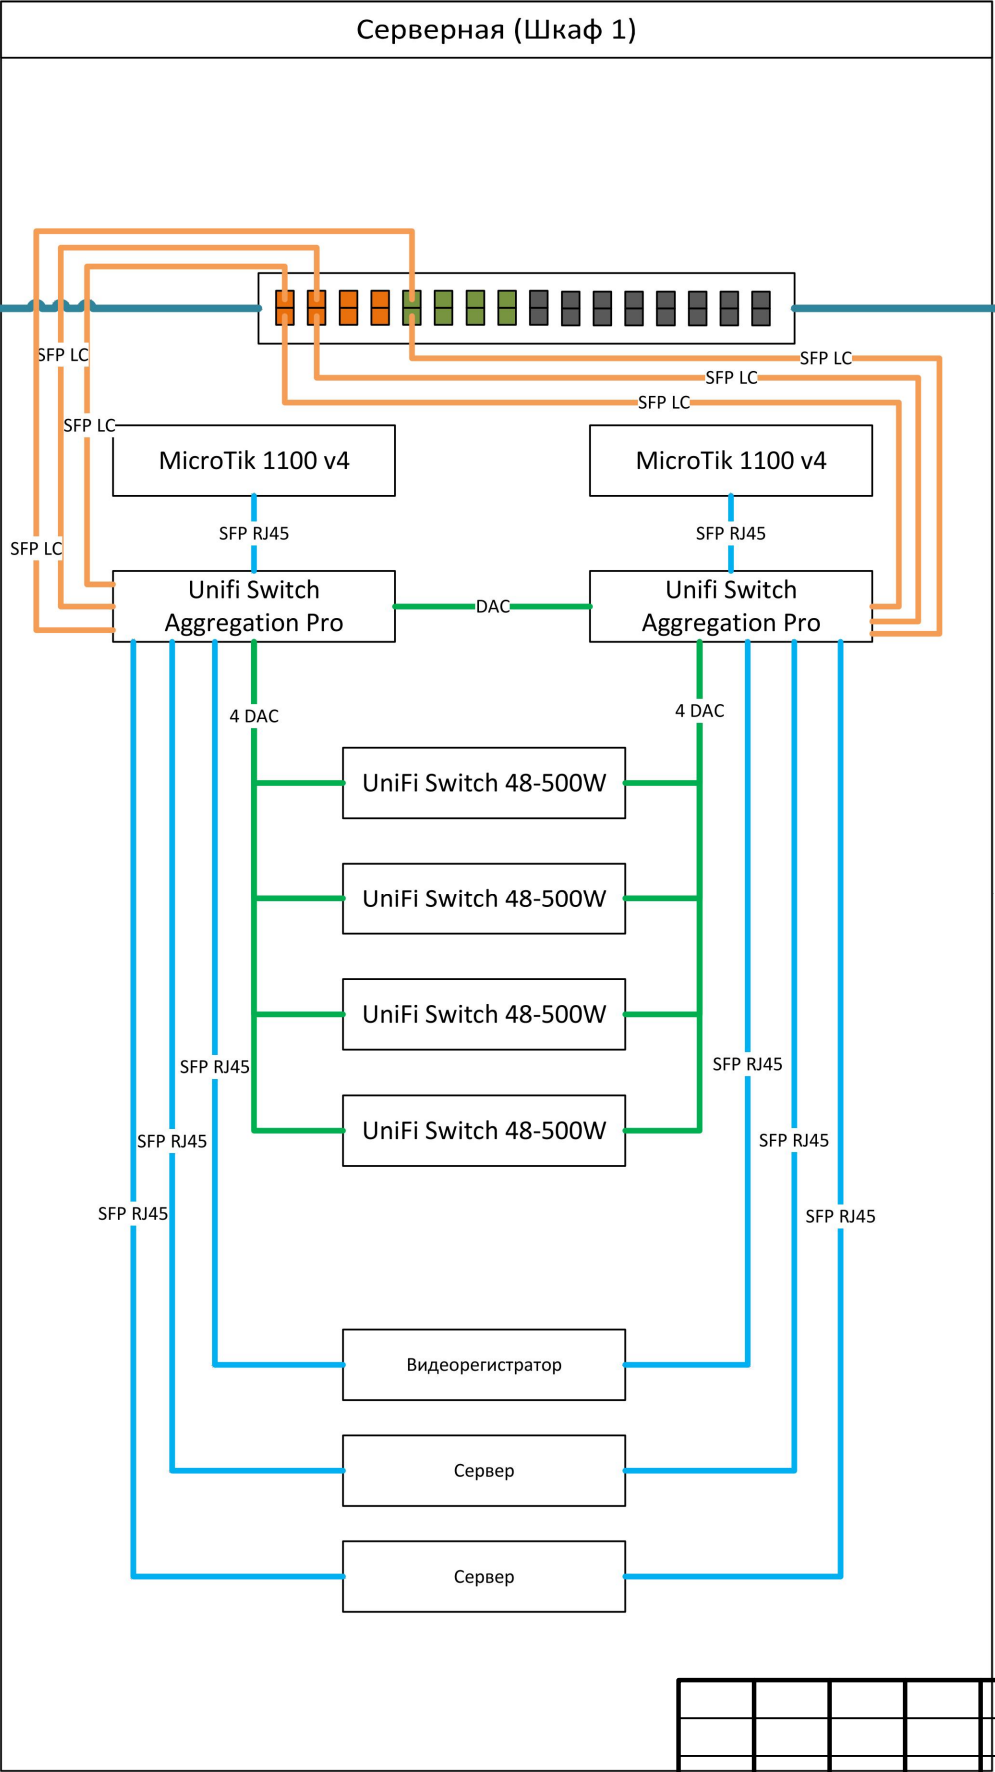 Серверная (Шкаф 1)
SFP LC
SFP LC
SFP LC
SFP LC
SFP LC
MicroTik 1100 v4
MicroTik 1100 v4
SFP RJ45
SFP RJ45
SFP LC
Unifi Switch
Aggregation Pro
DAC
Unifi Switch
Aggregation Pro
4 DAC
4 DAC
UniFi Switch 48-500W
UniFi Switch 48-500W
UniFi Switch 48-500W
SFP RJ45
SFP RJ45
UniFi Switch 48-500W
SFP RJ45
SFP RJ45
SFP RJ45
SFP RJ45
Видеорегистратор
Сервер
Сервер